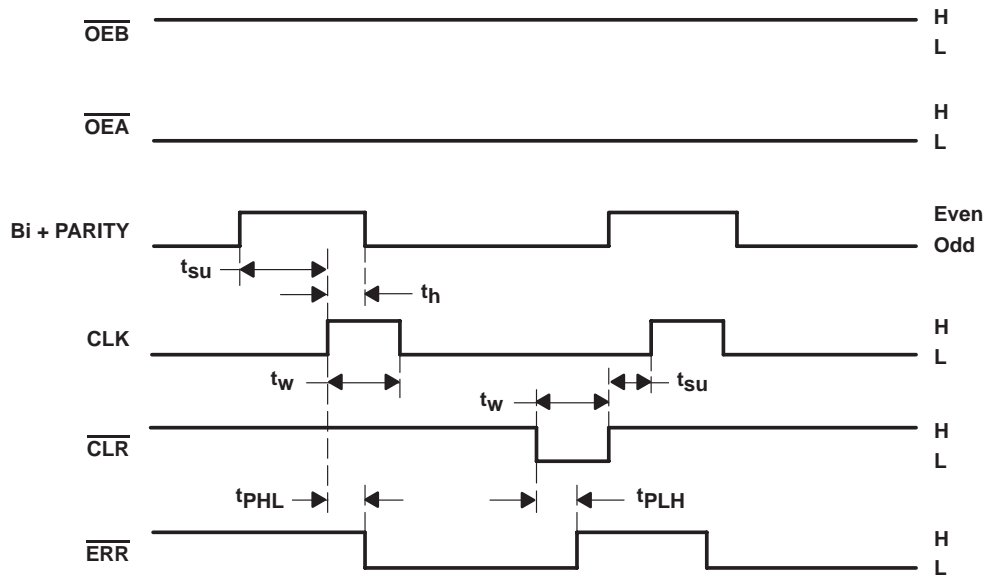 OEB H
L
OEA H
L
Bi + PARITY Even
Odd
tsu
th
CLK H
L
tw tsu
tw
CLR H
L
tPHL tPLH
ERR H
L